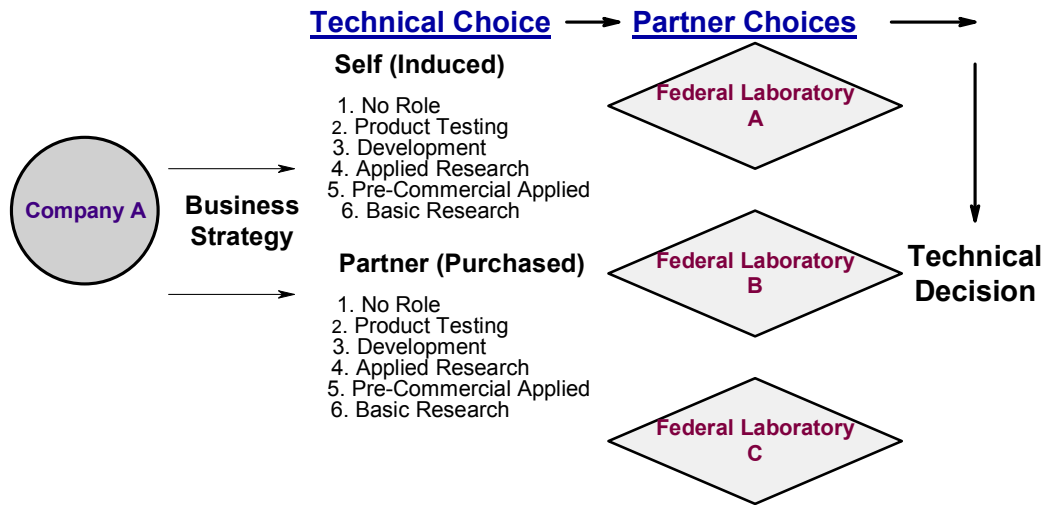 Technical Choice
Partner Choices
Self (Induced)
1. No Role
2. Product Testing
3. Development
4. Applied Research
5. Pre-Commercial Applied
6. Basic Research
Company A
Business
Strategy
Partner (Purchased)
1. No Role
2. Product Testing
3. Development
4. Applied Research
5. Pre-Commercial Applied
6. Basic Research
Federal Laboratory
A
Federal Laboratory
B
Federal Laboratory
C
Technical
Decision